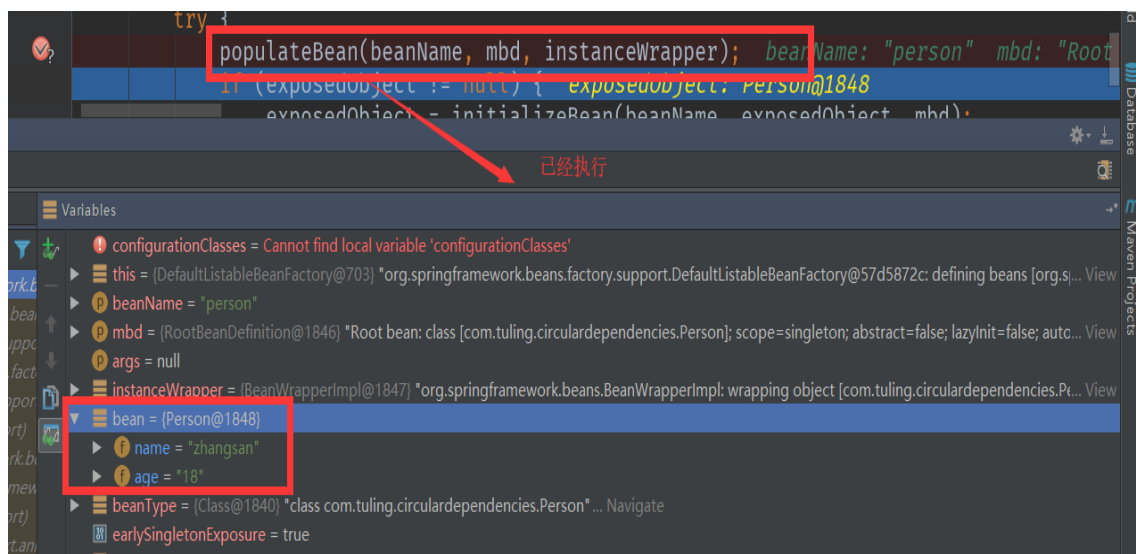 try {
populateBean(beanName, mbd, instanceWrapper); beanName: "person" mbd: "Root
if (exposedObject != null) { exposedObject: Person@1848
exposedObject = initializeBean(beanName, exposedObject, mbd);
已经执行
Database
Maven Projects
Variables
configurationClasses = Cannot find local variable 'configurationClasses'
this = {DefaultListableBeanFactory@703} "org.springframework.beans.factory.support.DefaultListableBeanFactory@57d5872c: defining beans [org.s... View
beanName = "person"
mbd = {RootBeanDefinition@1846} "Root bean: class [com.tuling.circulardependencies.Person]; scope=singleton; abstract=false; lazyInit=false; auto... View
args = null
instanceWrapper = {BeanWrapperImpl@1847} "org.springframework.beans.BeanWrapperImpl: wrapping object [com.tuling.circulardependencies.Pe... View
bean = {Person@1848}
name = "zhangsan"
age = "18"
beanType = {Class@1840} "class com.tuling.circulardependencies.Person"... Navigate
earlySingletonExposure = true